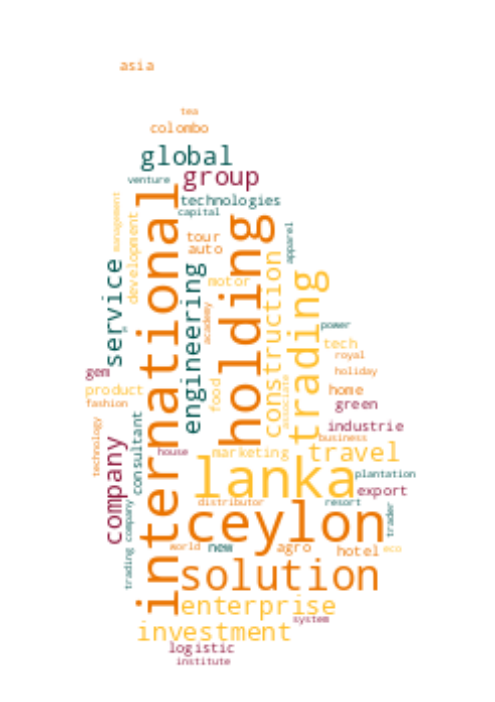 asia
tea
colombo
global
venture
group
technologies
capital
management
development
international
holding
tour
auto
apparel
service
engineering
motor
construction
trading
academy
power
tech
royal
gem
holiday
product
food
associate
home
fashion
green
consultant
industrie
technology
company
business
house
marketing
travel
lanka
plantation
export
distributor
resort
ceylon
trader
trading company
world
new
agro
hotel
eco
solution
enterprise
system
investment
logistic
institute